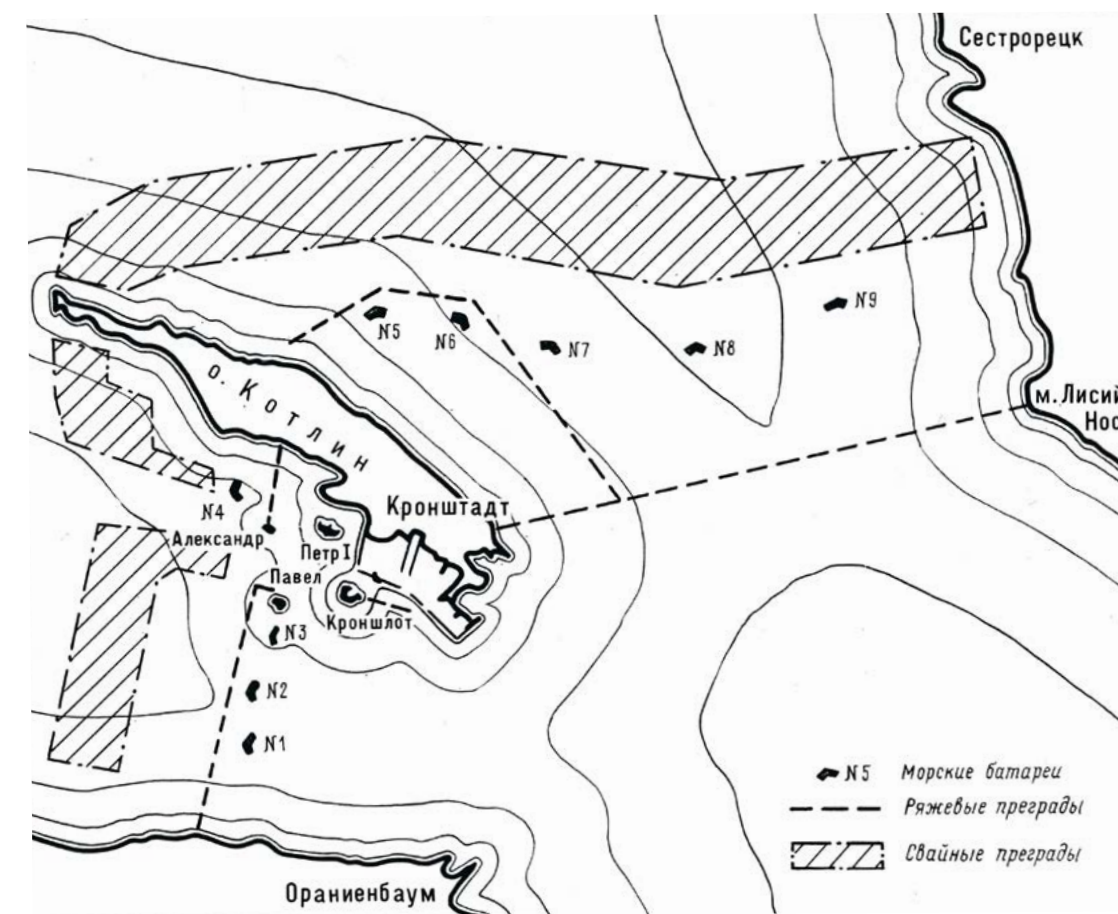 Сестрорецк
N9
N5
N6
N7
N8
м. Лисий
Нос
о. Котлин
Кронштадт
N4
Александр
Петр I
Павел
Кроншлот
N3
N2
N1
N5 Морские батареи
Ряжевые преграды
Свайные преграды
Ораниенбаум